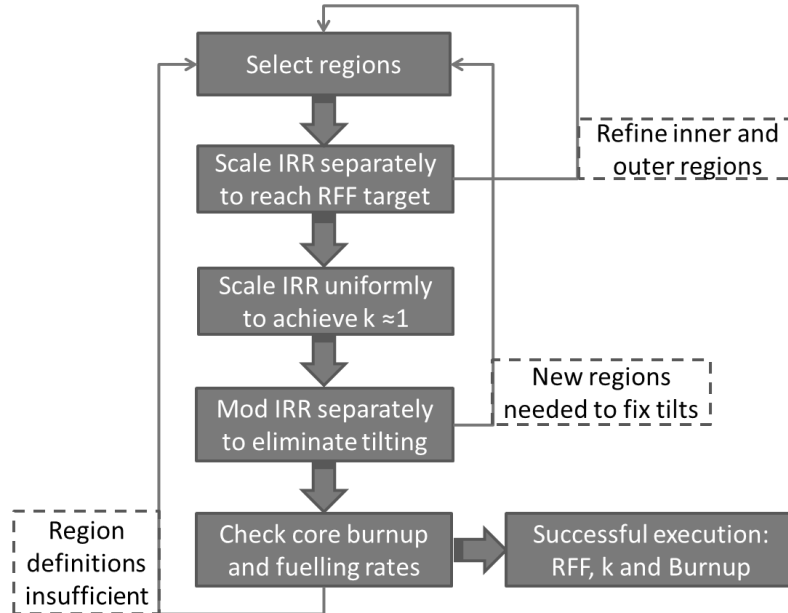 Select regions
Refine inner and
outer regions
Scale IRR separately
to reach RFF target
Scale IRR uniformly
to achieve k ≈1
New regions
needed to fix tilts
Mod IRR separately
to eliminate tilting
Region
definitions
insufficient
Check core burnup
and fuelling rates
Successful execution:
RFF, k and Burnup